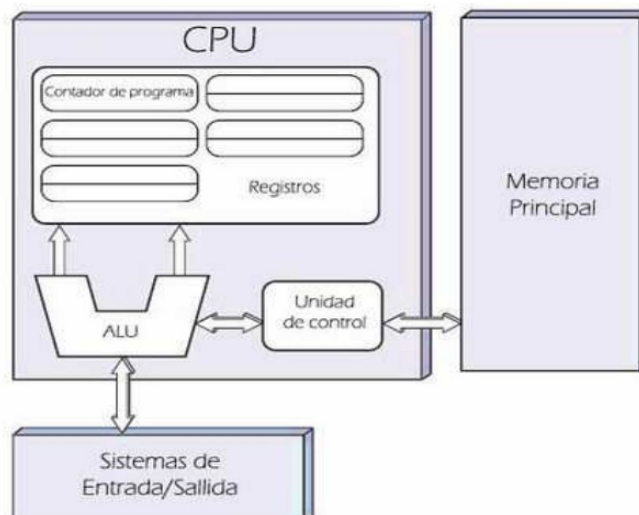 CPU
Contador de programa
Registros
Memoria
Principal
ALU
Unidad
de control
Sistemas de
Entrada/Sallida